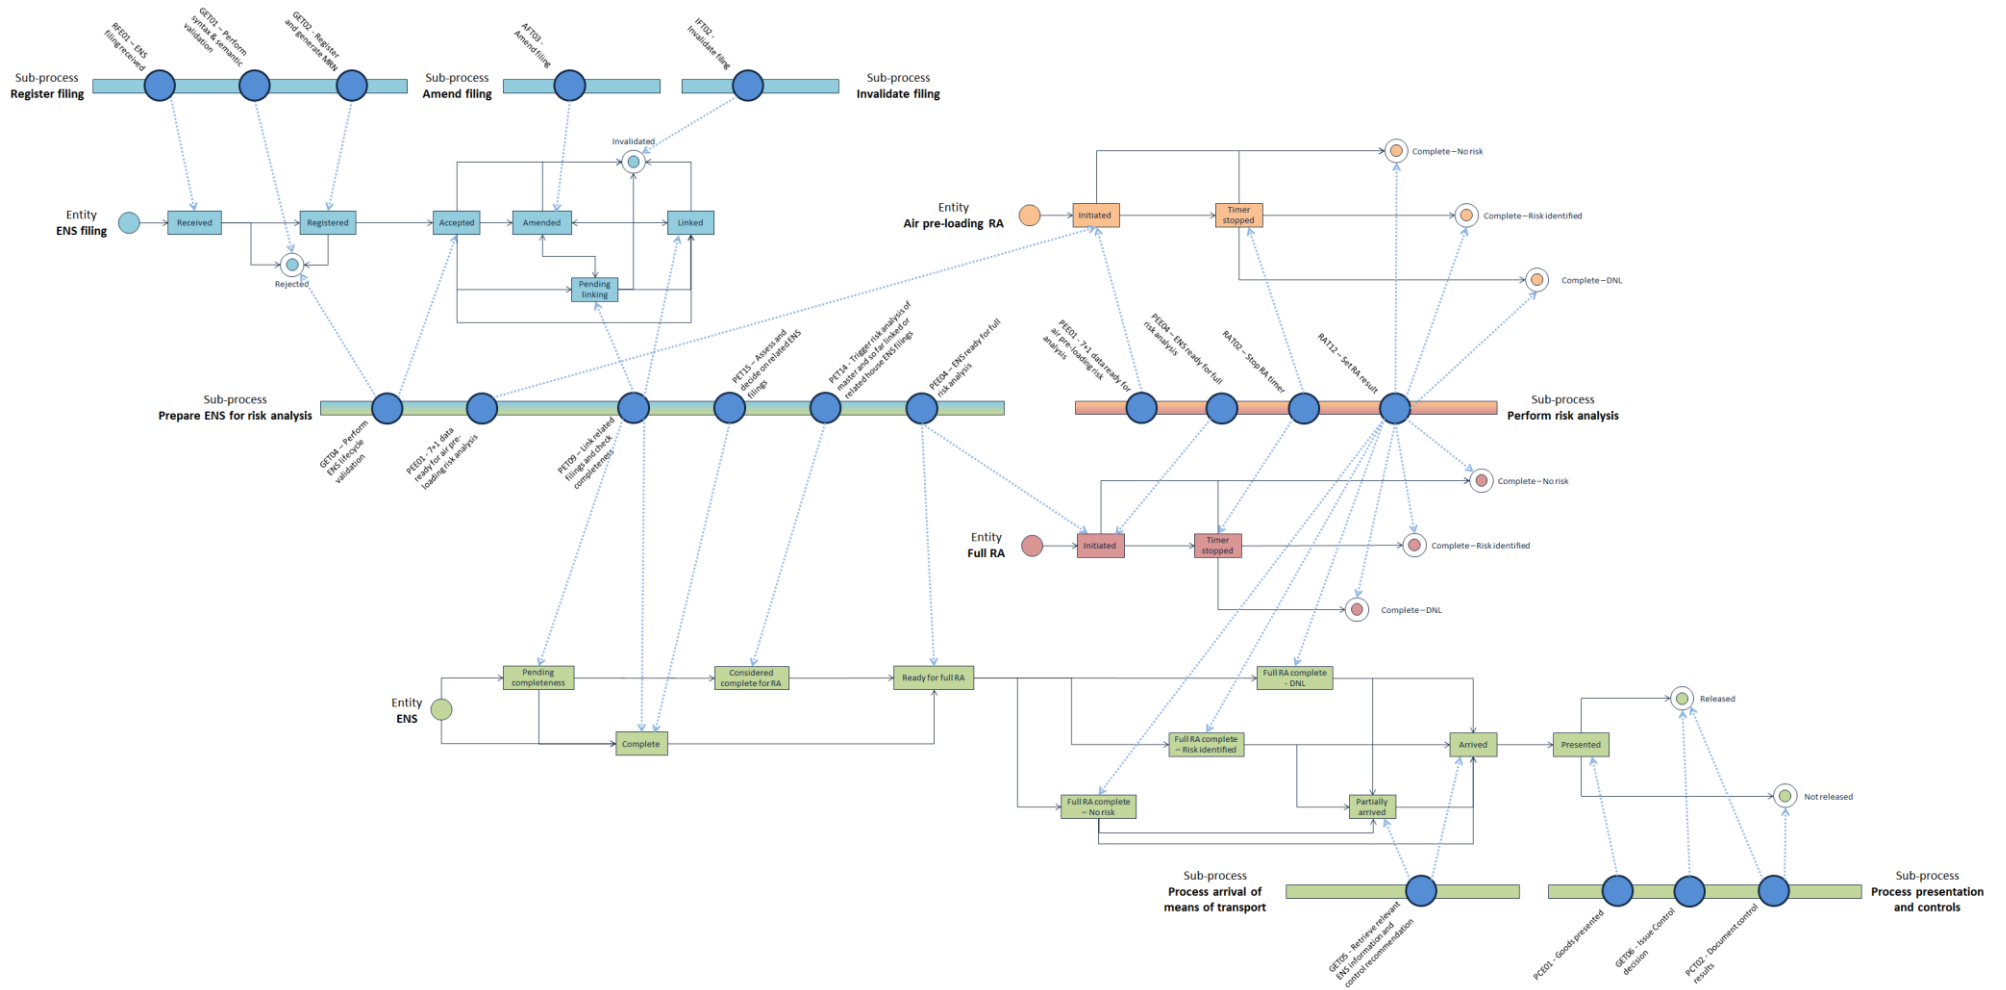 RFE01 – ENS
filing received
GET01 – Perform
syntax & semantic
validation
GET02 - Register
and generate MRN
AFT03 -
Amend filing
IFT02 -
Invalidate filing
Sub-process
Register filing
Sub-process
Amend filing
Sub-process
Invalidate filing
Invalidated
Entity
ENS filing
Received
Registered
Accepted
Amended
Linked
Rejected
Pending
linking
Entity
Air pre-loading RA
Initiated
Timer
stopped
Complete – No risk
Complete – Risk identified
Complete – DNL
PET15 – Assess and
decide on related ENS
filings
PET14 - Trigger risk analysis of
master and so far linked or
related house ENS filings
PEE04 – ENS ready for full
risk analysis
PEE01 - 7+1 data ready for
air pre-loading risk
analysis
PEE04 – ENS ready for full
risk analysis
RAT02 – Stop RA timer
RAT12 – Set RA result
Sub-process
Prepare ENS for risk analysis
Sub-process
Perform risk analysis
GET04 – Perform
ENS lifecycle
validation
PEE01 - 7+1 data
ready for air pre-
loading risk analysis
PET09 – Link related
filings and check
completeness
Entity
Full RA
Initiated
Timer
stopped
Complete – No risk
Complete – Risk identified
Complete – DNL
Entity
ENS
Pending
completeness
Considered
complete for RA
Ready for full RA
Complete
Full RA complete
- DNL
Full RA complete
– Risk identified
Full RA complete
– No risk
Partially
arrived
Arrived
Presented
Released
Not released
Sub-process
Process arrival of
means of transport
Sub-process
Process presentation
and controls
GET05 - Retrieve relevant
ENS information and
control recommendation
PCE01 - Goods presented
GET06 - Issue Control
decision
PCT02 - Document control
results